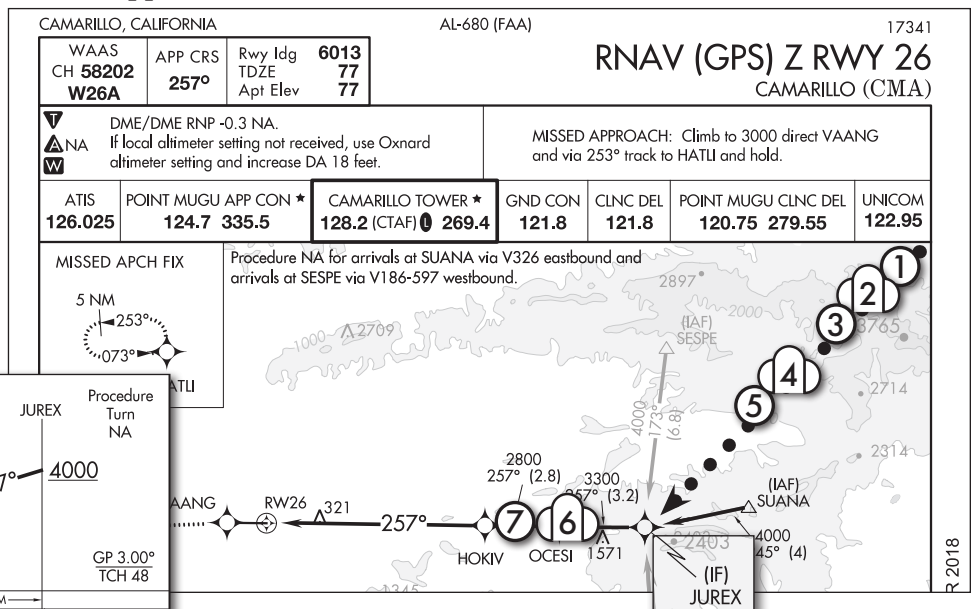 CAMARILLO, CALIFORNIA
AL-680 (FAA)
17341
WAAS
CH 58202
W26A
APP CRS
257°
Rwy ldg 6013
TDZE 77
Apt Elev 77
RNAV (GPS) Z RWY 26
CAMARILLO (CMA)
T
A NA
W
DME/DME RNP -0.3 NA.
If local altimeter setting not received, use Oxnard
altimeter setting and increase DA 18 feet.
MISSED APPROACH: Climb to 3000 direct VAANG
and via 253° track to HATLI and hold.
ATIS
126.025
POINT MUGU APP CON ★
124.7 335.5
CAMARILLO TOWER ★
128.2 (CTAF) L 269.4
GND CON
121.8
CLNC DEL
121.8
POINT MUGU CLNC DEL
120.75 279.55
UNICOM
122.95
MISSED APCH FIX
5 NM
253°
073°
ATLI
Procedure NA for arrivals at SUANA via V326 eastbound and
arrivals at SESPE via V186-597 westbound.
2897
2000
1000
2709
(IAF)
SESPE
3765
1
2
3
4
5
2714
2314
4000
173°
(6.8)
JUREX
Procedure
Turn
NA
7°
4000
GP 3.00°
TCH 48
M
AANG
RW26
321
257°
2800
257° (2.8)
3300
257° (3.2)
7
6
HOKIV
OCESI
1571
(IAF)
SUANA
4000
45° (4)
2403
(IF)
JUREX
1345
R 2018